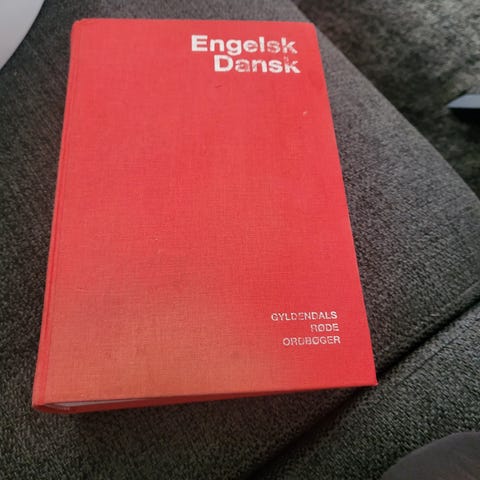 Engelsk
Dansk
GYLDENDALS
RØDE
ORDBØGER